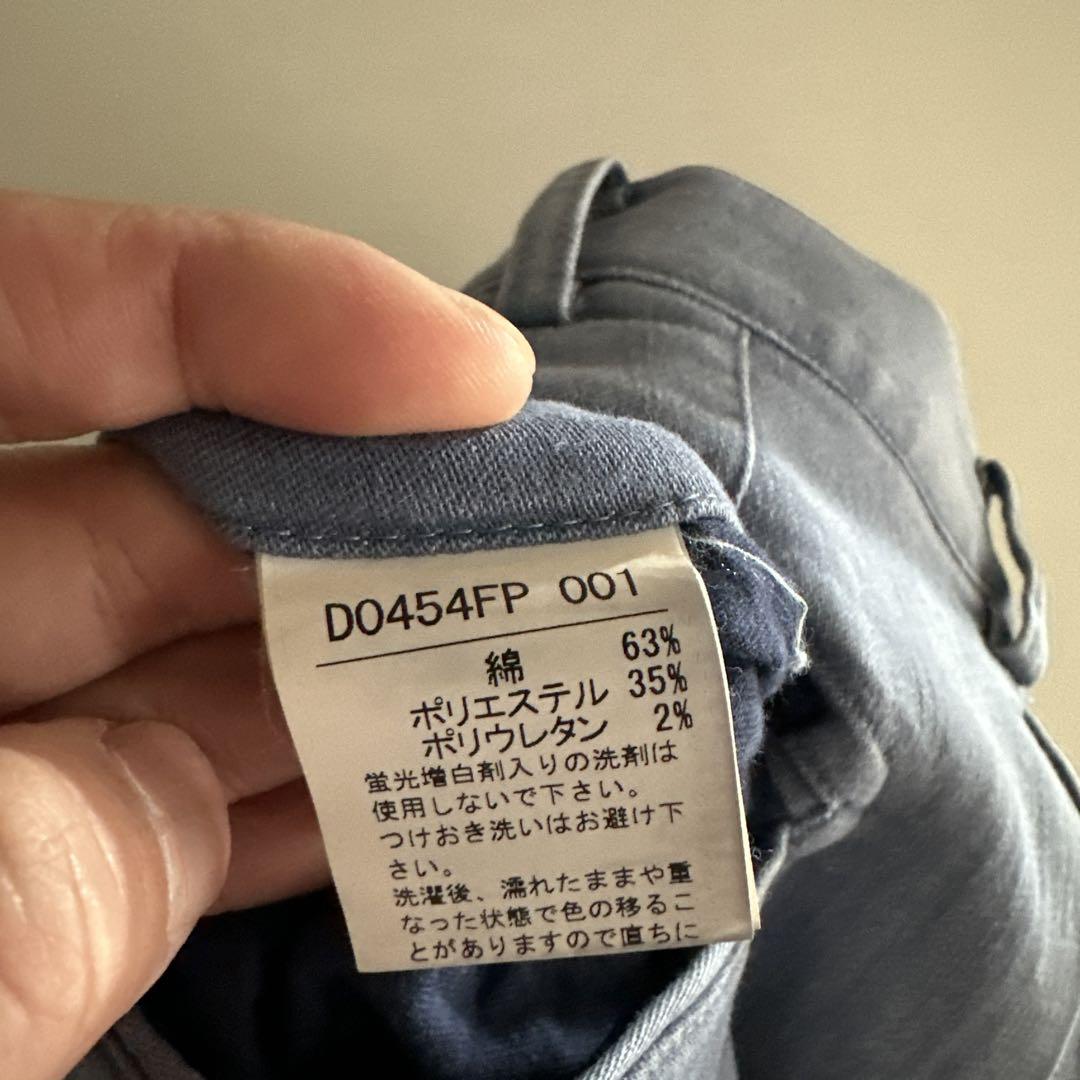 D0454FP 001
綿 63%
ポリエステル 35%
ポリウレタン 2%
蛍光増白剤入りの洗剤は
使用しないで下さい。
つけおき洗いはお避け下
さい。
洗濯後、濡れたままや重
なった状態で色の移るこ
とがありますので直ちに